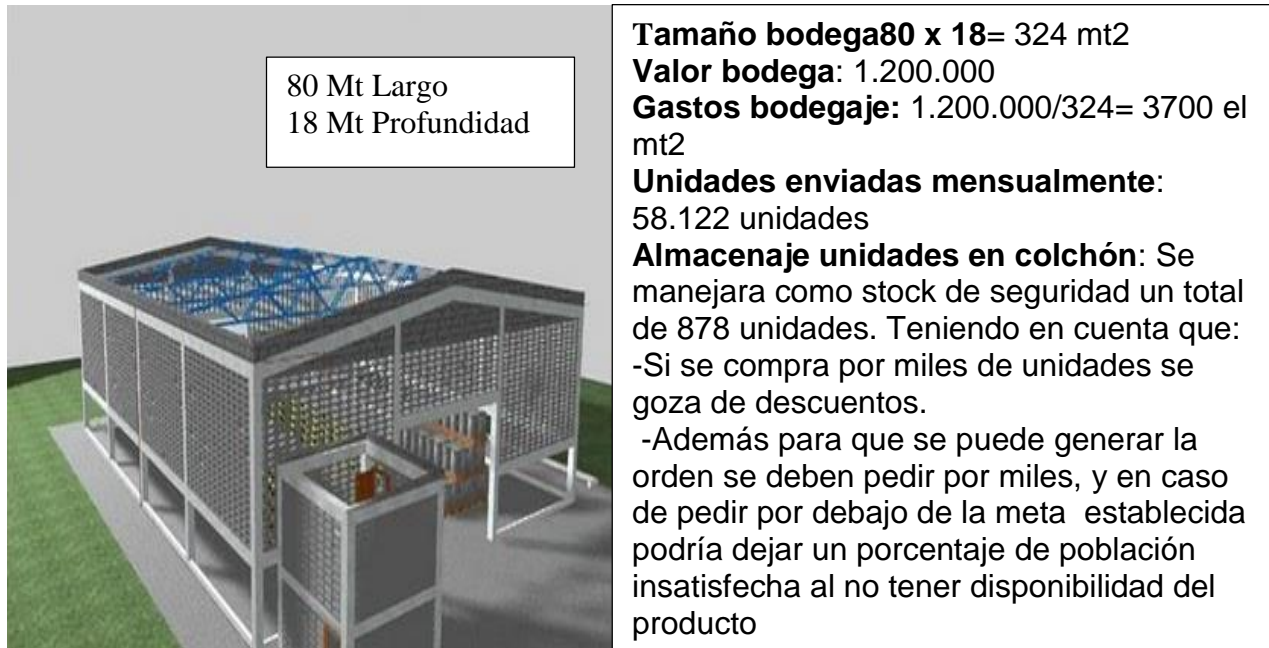 80 Mt Largo
18 Mt Profundidad
Tamaño bodega80 x 18= 324 mt2
Valor bodega: 1.200.000
Gastos bodegaje: 1.200.000/324= 3700 el
mt2
Unidades enviadas mensualmente:
58.122 unidades
Almacenaje unidades en colchón: Se
manejara como stock de seguridad un total
de 878 unidades. Teniendo en cuenta que:
-Si se compra por miles de unidades se
goza de descuentos.
-Además para que se puede generar la
orden se deben pedir por miles, y en caso
de pedir por debajo de la meta establecida
podría dejar un porcentaje de población
insatisfecha al no tener disponibilidad del
producto